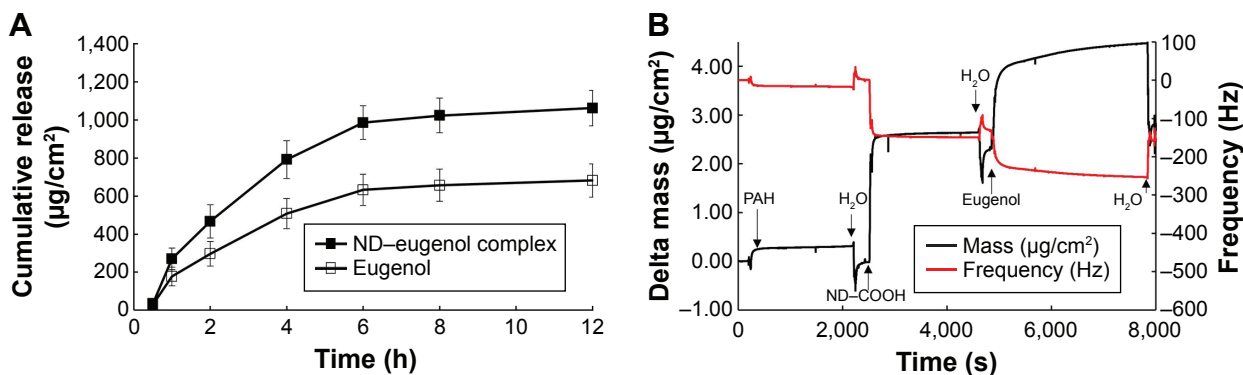 A
Cumulative release
(µg/cm²)
1,400
1,200
1,000
800
600
400
200
0
0
2
4
6
8
10
12
Time (h)
ND–eugenol complex
Eugenol
B
Delta mass (µg/cm²)
4.00
3.00
2.00
1.00
0.00
–1.00
0
2,000
4,000
6,000
8,000
Time (s)
100
0
–100
–200
–300
–400
–500
–600
Frequency (Hz)
PAH
H₂O
ND–COOH
H₂O
Eugenol
H₂O
Mass (µg/cm²)
Frequency (Hz)